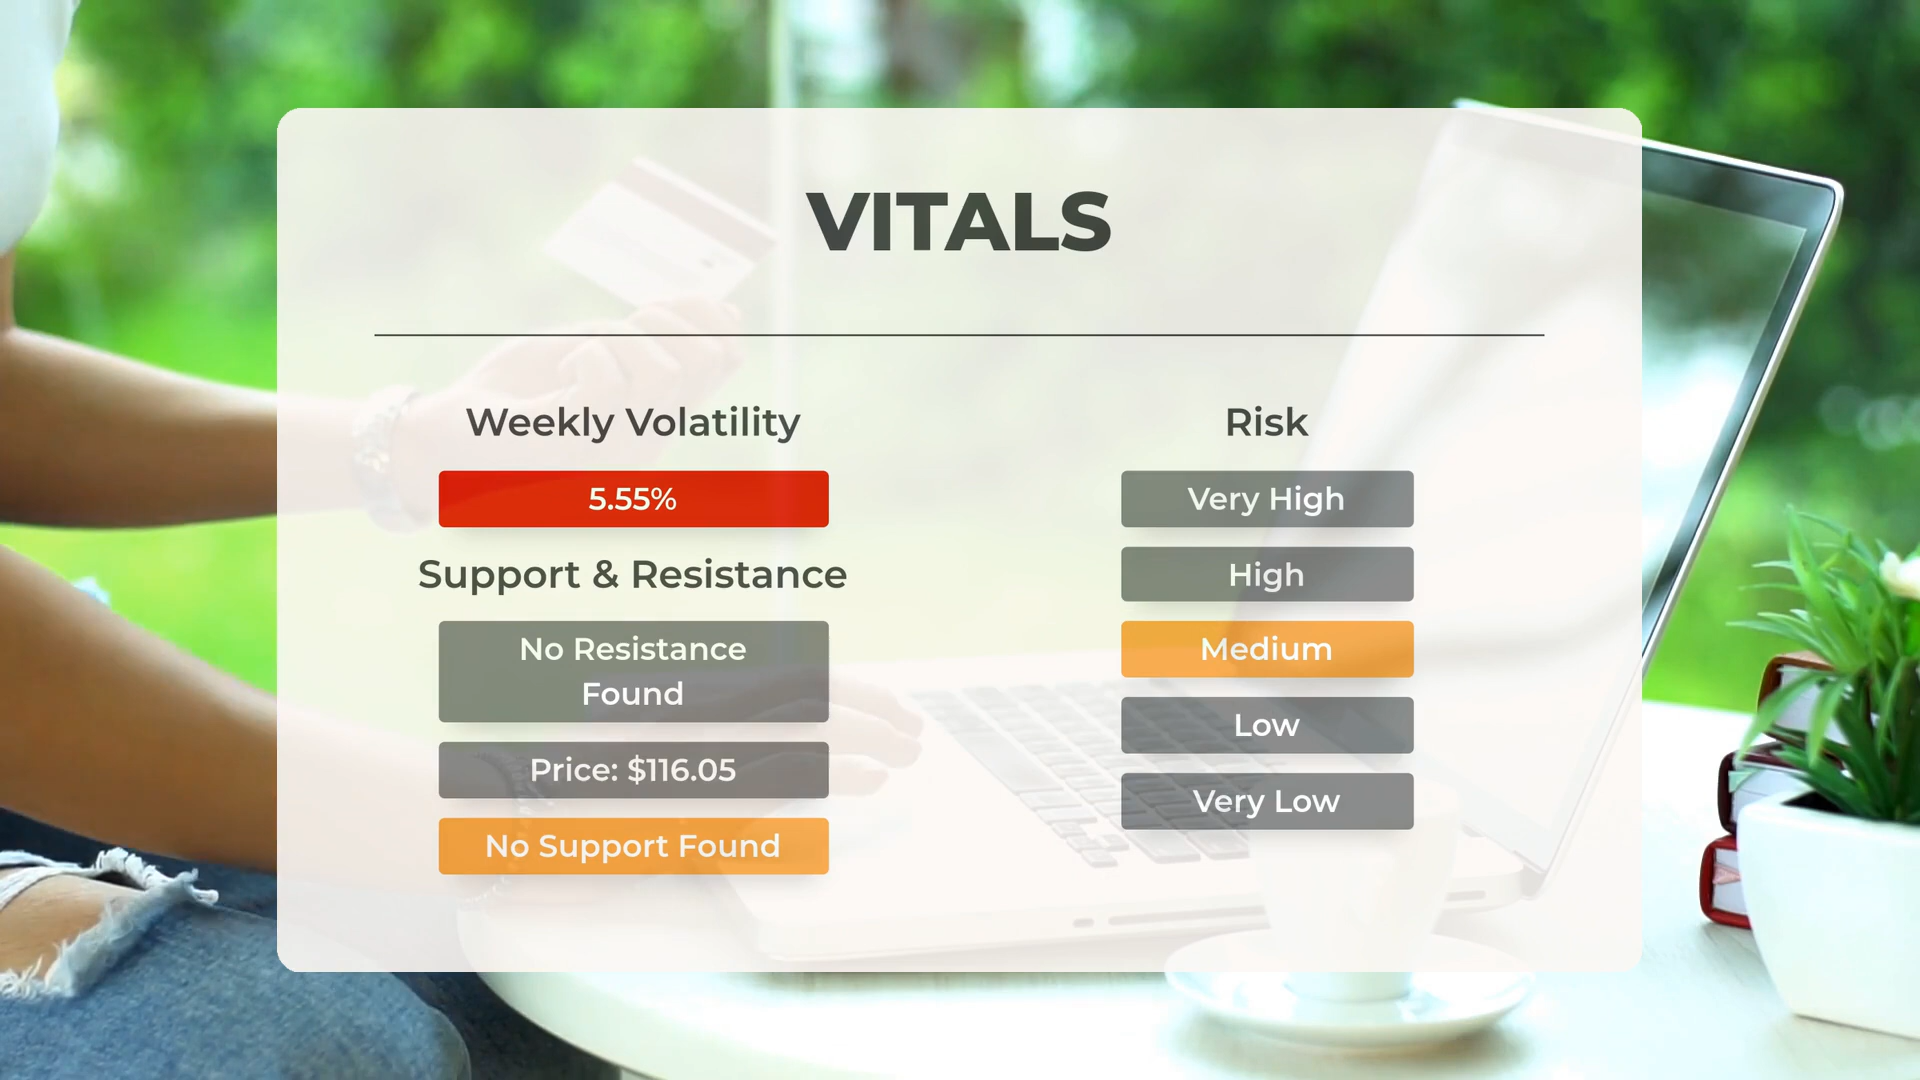 VITALS
Weekly Volatility
5.55%
Support & Resistance
No Resistance
Found
Price: $116.05
No Support Found
Risk
Very High
High
Medium
Low
Very Low